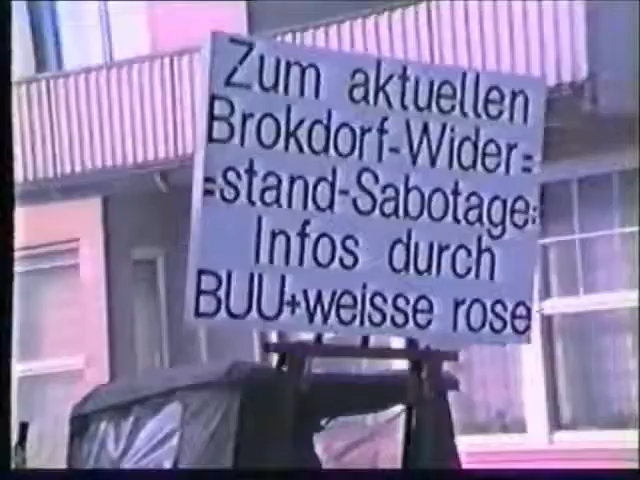 Zum aktuellen
Brokdorf-Wider=
=stand-Sabotage:
Infos durch
BUU+weisse rose